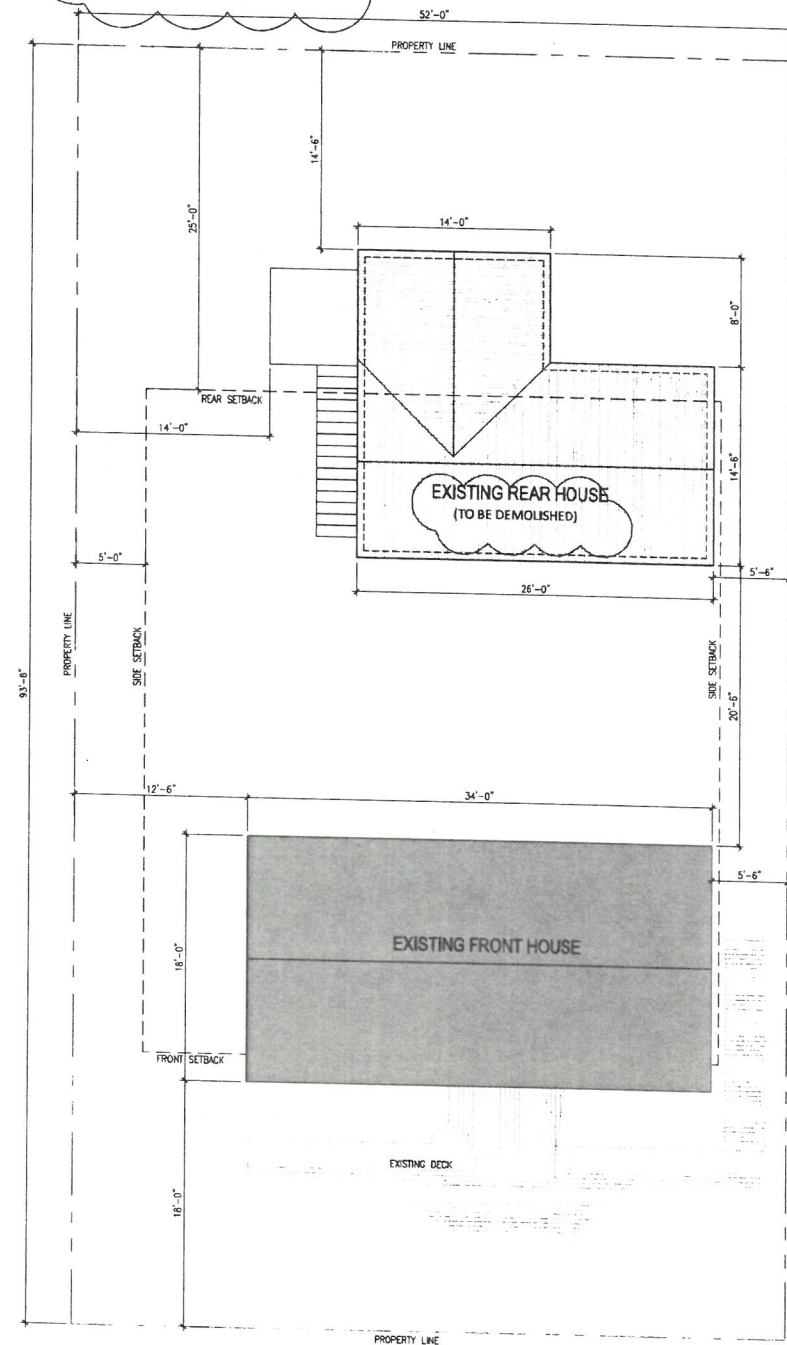 52'-0"
PROPERTY LINE
14'-6"
25'-0"
14'-0"
8'-0"
REAR SETBACK
14'-0"
14'-6"
EXISTING REAR HOUSE
(TO BE DEMOLISHED)
5'-0"
5'-6"
26'-0"
PROPERTY LINE
SIDE SETBACK
SIDE SETBACK
93'-6"
20'-6"
12'-6"
34'-0"
5'-6"
18'-0"
EXISTING FRONT HOUSE
FRONT SETBACK
EXISTING DECK
18'-0"
PROPERTY LINE